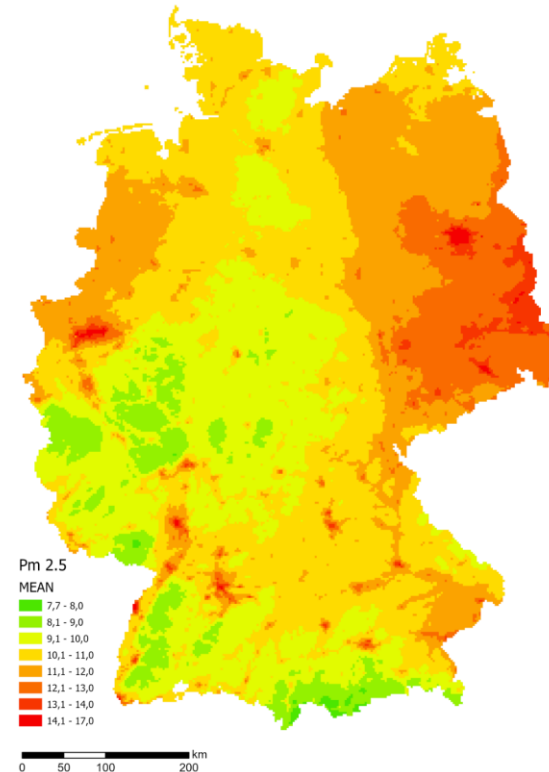 Pm 2.5
MEAN
7,7 - 8,0
8,1 - 9,0
9,1 - 10,0
10,1 - 11,0
11,1 - 12,0
12,1 - 13,0
13,1 - 14,0
14,1 - 17,0
km
0 50 100 200